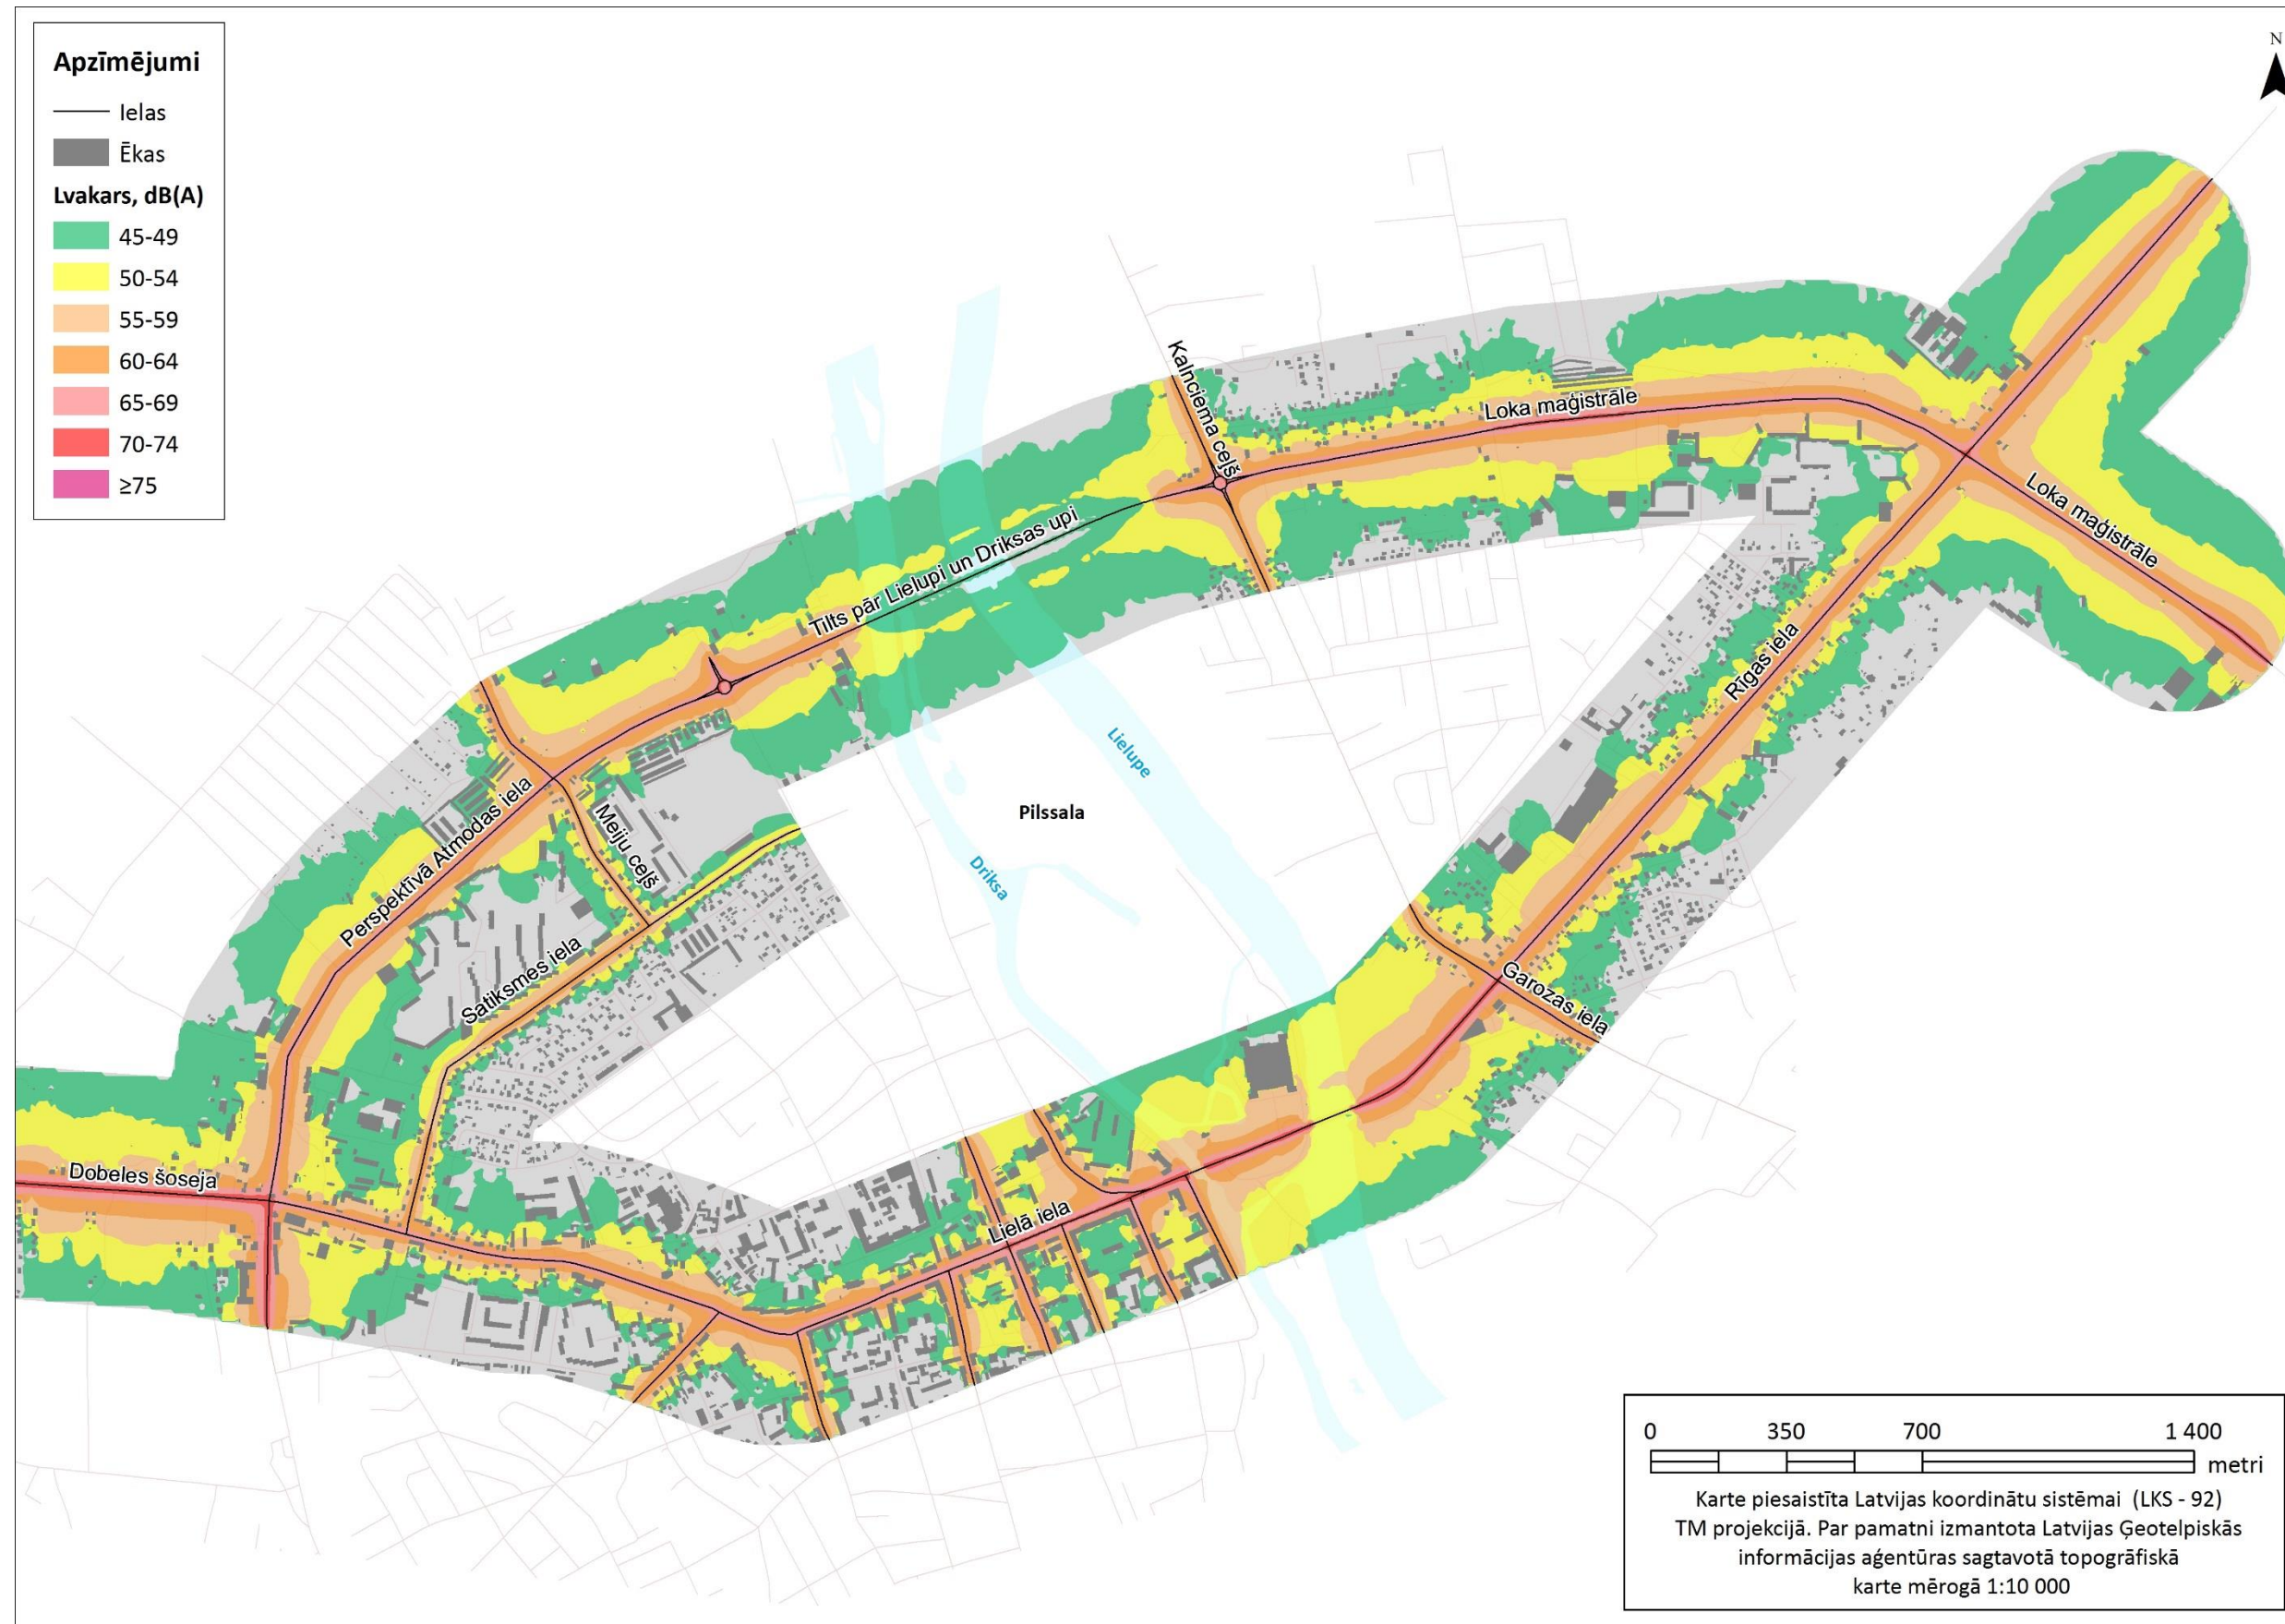 Apzīmējumi
Ielas
Ēkas
Lvakars, dB(A)
45-49
50-54
55-59
60-64
65-69
70-74
≥75
N
Kalnciema ceļš
Loka maģistrāle
Loka maģistrāle
Tilts pār Lielupi un Driksas upi
Rīgas iela
Lielupe
Pilssala
Driksa
Perspektīvā Atmodas iela
Meiju ceļš
Satiksmes iela
Garozas iela
Dobeles šoseja
Lielā iela
0 350 700 1 400
metri
Karte piesaistīta Latvijas koordinātu sistēmai (LKS - 92)
TM projekcijā. Par pamatni izmantota Latvijas Ģeotelpiskās
informācijas aģentūras sagtavotā topogrāfiskā
karte mērogā 1:10 000